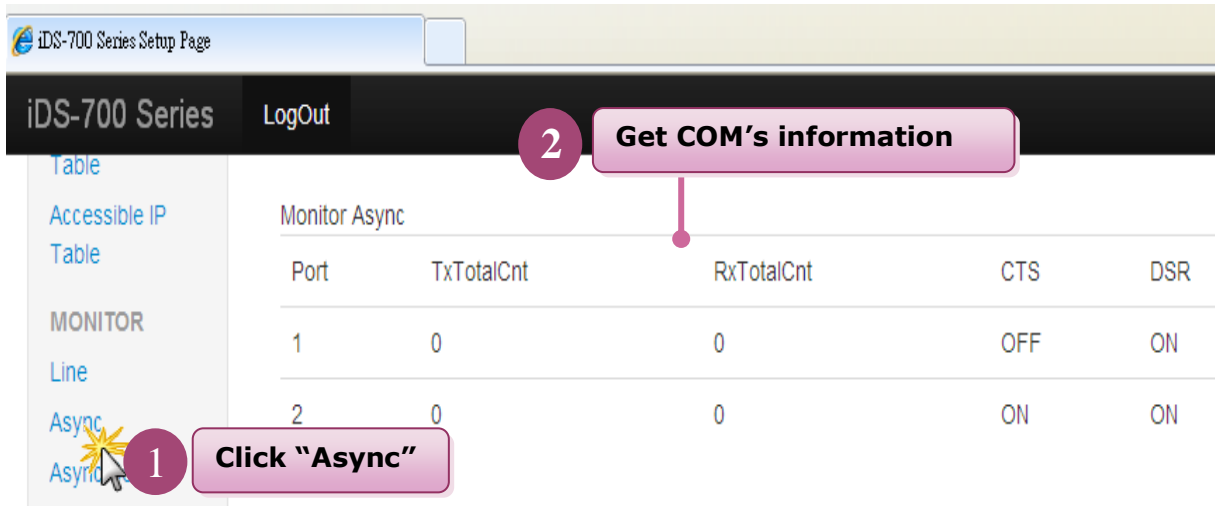 iDS-700 Series Setup Page
iDS-700 Series LogOut
2 Get COM’s information
Table
Accessible IP
Table
MONITOR
Line
Async
1 Click “Async”
Monitor Async
Port TxTotalCnt RxTotalCnt CTS DSR
1 0 0 OFF ON
2 0 0 ON ON